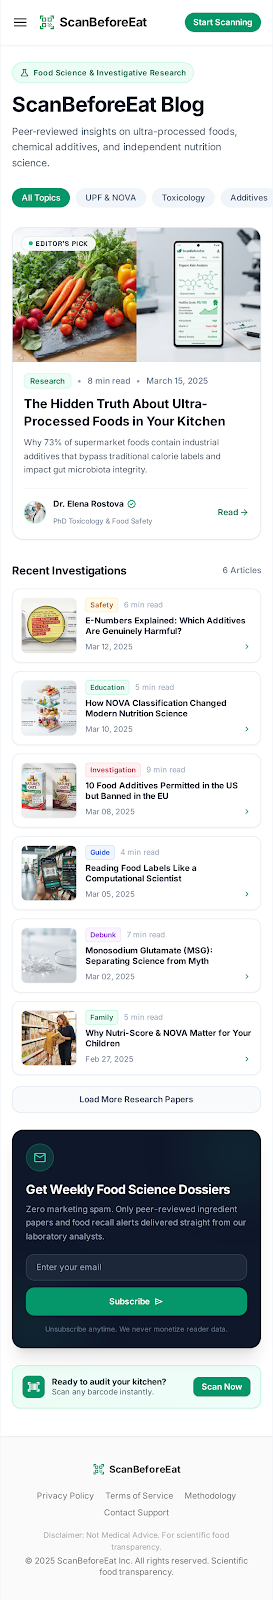 ScanBeforeEat
Start Scanning
Food Science & Investigative Research
ScanBeforeEat Blog
Peer-reviewed insights on ultra-processed foods,
chemical additives, and independent nutrition
science.
All Topics
UPF & NOVA
Toxicology
Additives
EDITOR'S PICK
Research • 8 min read • March 15, 2025
The Hidden Truth About Ultra-
Processed Foods in Your Kitchen
Why 73% of supermarket foods contain industrial
additives that bypass traditional calorie labels and
impact gut microbiota integrity.
Dr. Elena Rostova
PhD Toxicology & Food Safety
Read →
Recent Investigations
6 Articles
Safety 6 min read
E-Numbers Explained: Which Additives
Are Genuinely Harmful?
Mar 12, 2025
Education 5 min read
How NOVA Classification Changed
Modern Nutrition Science
Mar 10, 2025
Investigation 9 min read
10 Food Additives Permitted in the US
but Banned in the EU
Mar 08, 2025
Guide 4 min read
Reading Food Labels Like a
Computational Scientist
Mar 05, 2025
Debunk 7 min read
Monosodium Glutamate (MSG):
Separating Science from Myth
Mar 02, 2025
Family 5 min read
Why Nutri-Score & NOVA Matter for Your
Children
Feb 27, 2025
Load More Research Papers
Get Weekly Food Science Dossiers
Zero marketing spam. Only peer-reviewed ingredient
papers and food recall alerts delivered straight from our
laboratory analysts.
Enter your email
Subscribe
Unsubscribe anytime. We never monetize reader data.
Ready to audit your kitchen?
Scan any barcode instantly.
Scan Now
ScanBeforeEat
Privacy Policy
Terms of Service
Methodology
Contact Support
Disclaimer: Not Medical Advice. For scientific food
transparency.
© 2025 ScanBeforeEat Inc. All rights reserved. Scientific
food transparency.